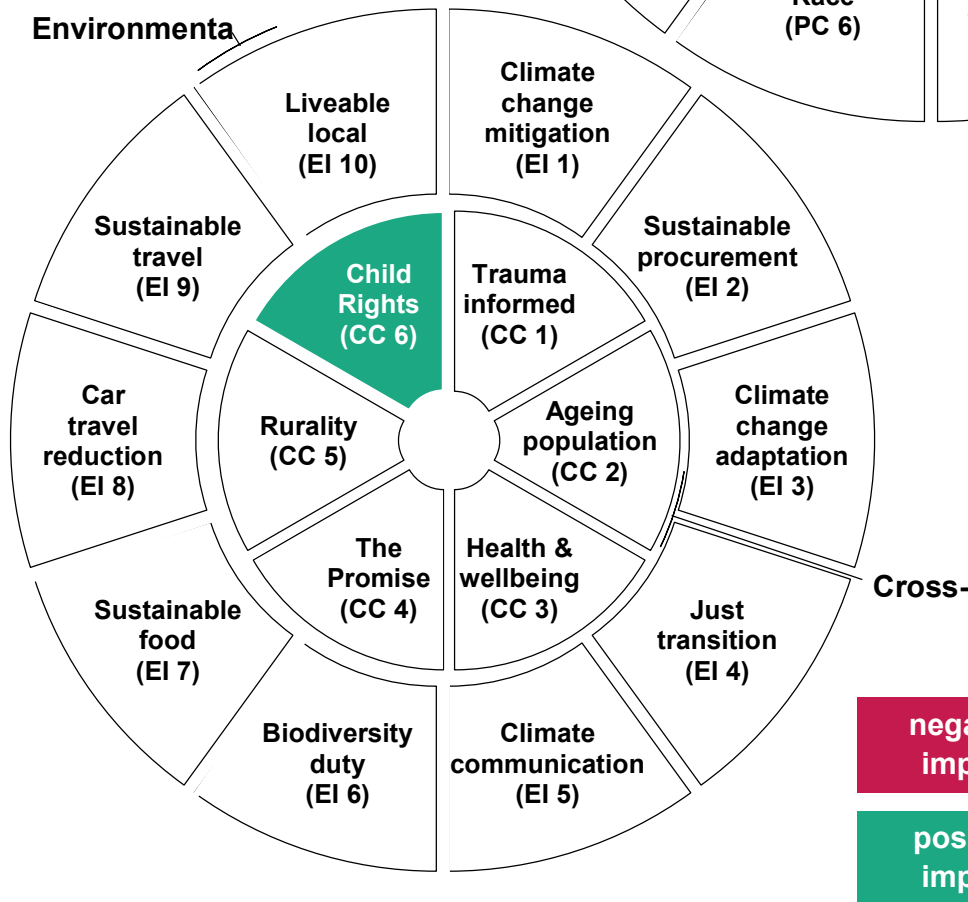 Environmenta
Race
(PC 6)
Climate
change
mitigation
(EI 1)
Liveable
local
(EI 10)
Sustainable
travel
(EI 9)
Sustainable
procurement
(EI 2)
Child
Rights
(CC 6)
Trauma
informed
(CC 1)
Car
travel
reduction
(EI 8)
Rurality
(CC 5)
Ageing
population
(CC 2)
Climate
change
adaptation
(EI 3)
The
Promise
(CC 4)
Health &
wellbeing
(CC 3)
Cross-
Sustainable
food
(EI 7)
Just
transition
(EI 4)
Biodiversity
duty
(EI 6)
Climate
communication
(EI 5)
nega
imp
pos
imp